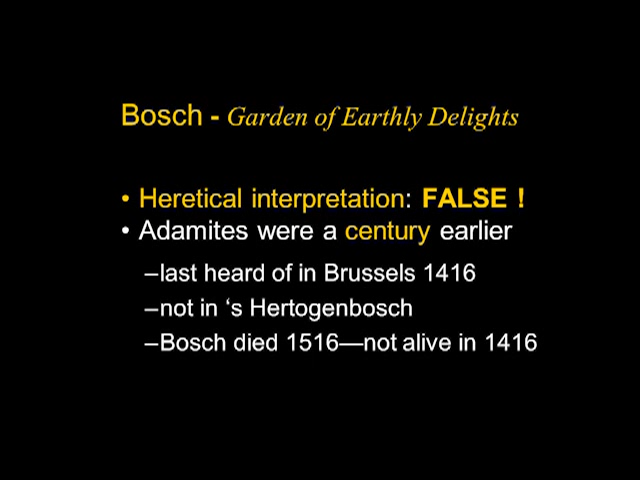 Bosch - Garden of Earthly Delights
• Heretical interpretation: FALSE !
• Adamites were a century earlier
–last heard of in Brussels 1416
–not in ‘s Hertogenbosch
–Bosch died 1516—not alive in 1416